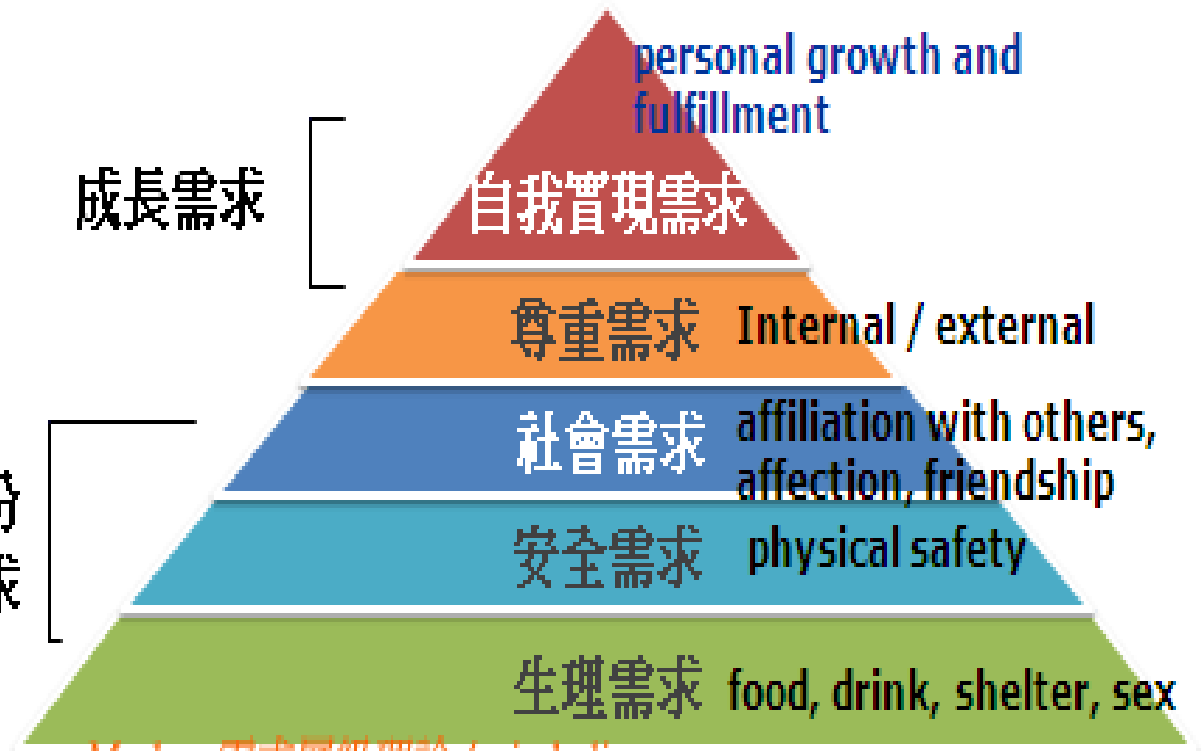 personal growth and
fulfillment
成長需求
自我實現需求
尊重需求 Internal / external
社會需求 affiliation with others,
affection, friendship
安全需求 physical safety
生理需求 food, drink, shelter, sex